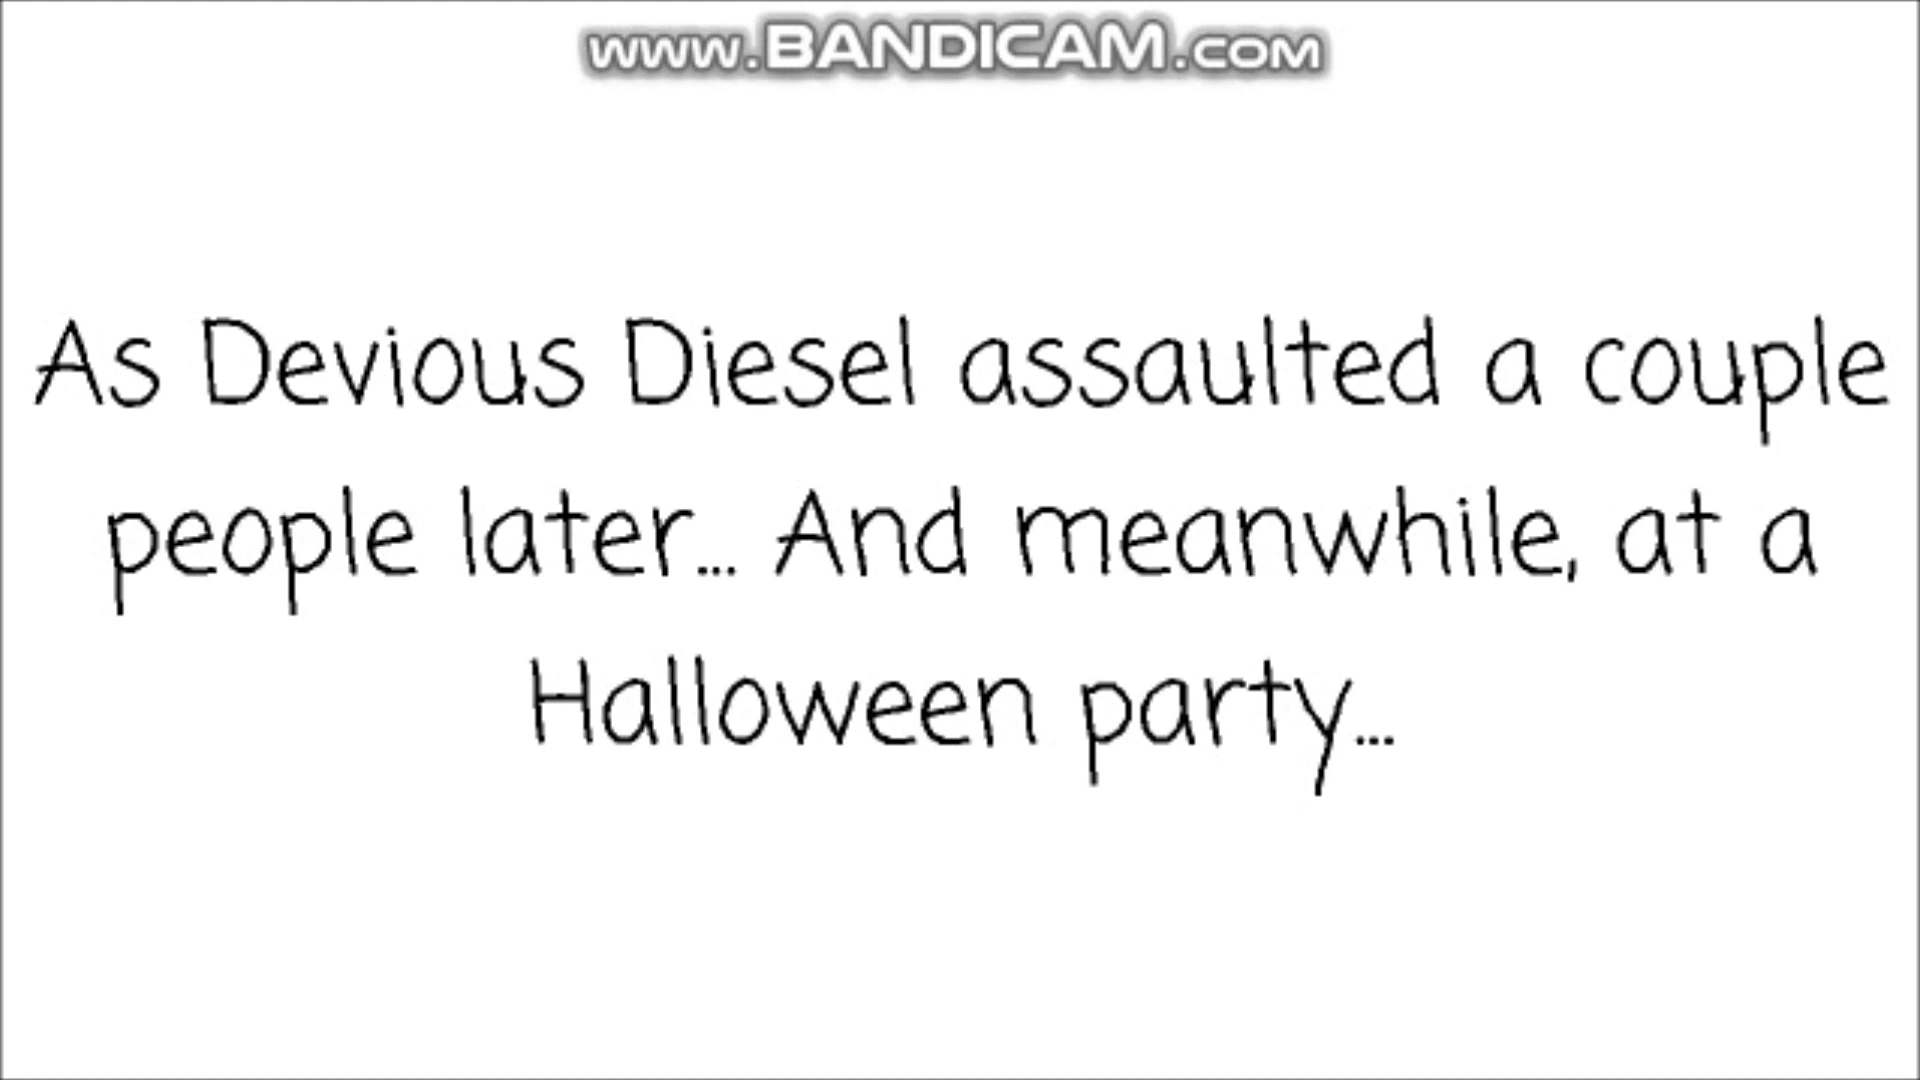 www.BANDICAM.com
As Devious Diesel assaulted a couple
people later... And meanwhile, at a
Halloween party...